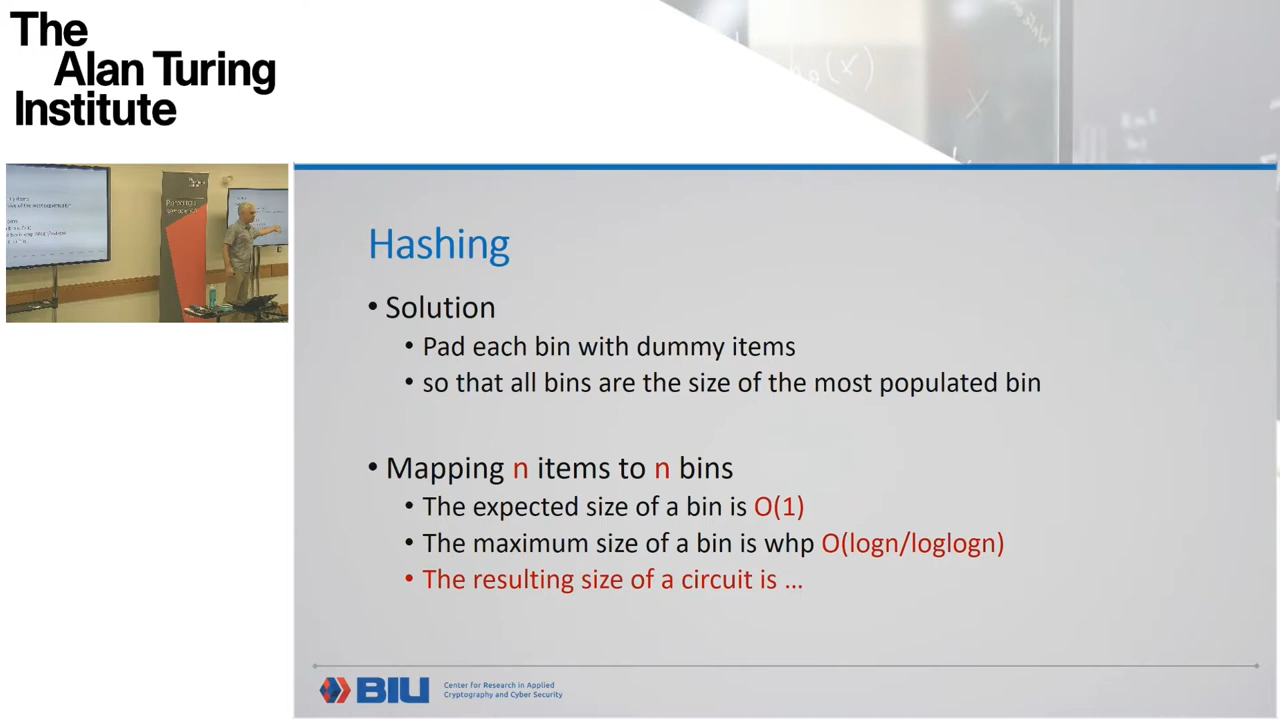 The
Alan Turing
Institute
Hashing
• Solution
• Pad each bin with dummy items
• so that all bins are the size of the most populated bin
• Mapping n items to n bins
• The expected size of a bin is O(1)
• The maximum size of a bin is whp O(logn/loglogn)
• The resulting size of a circuit is ...
BIU
Center for Research in Applied
Cryptography and Cyber Security